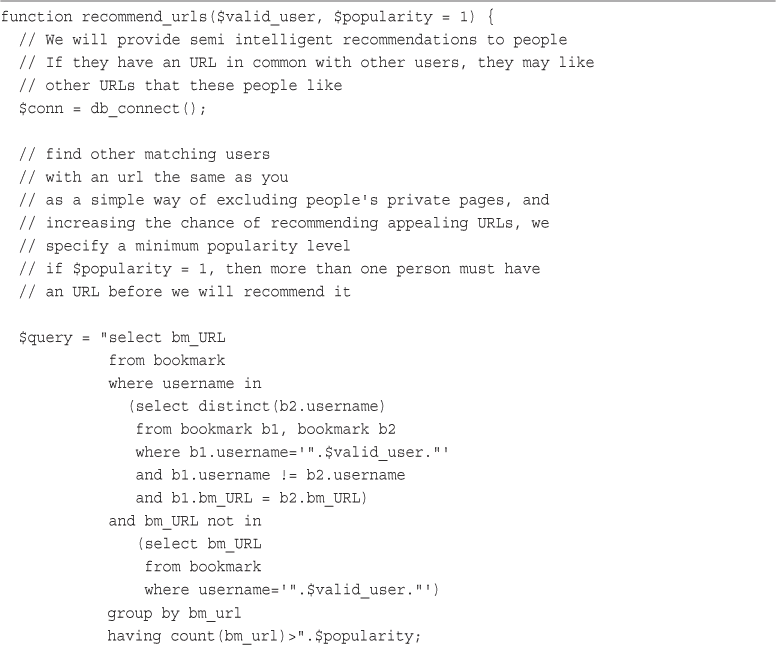 function recommend_urls($valid_user, $popularity = 1) {
  // We will provide semi intelligent recommendations to people
  // If they have an URL in common with other users, they may like
  // other URLs that these people like
  $conn = db_connect();

  // find other matching users
  // with an url the same as you
  // as a simple way of excluding people's private pages, and
  // increasing the chance of recommending appealing URLs, we
  // specify a minimum popularity level
  // if $popularity = 1, then more than one person must have
  // an URL before we will recommend it

  $query = "select bm_URL
            from bookmark
            where username in
              (select distinct(b2.username)
               from bookmark b1, bookmark b2
               where b1.username='".$valid_user."'
               and b1.username != b2.username
               and b1.bm_URL = b2.bm_URL)
            and bm_URL not in
                (select bm_URL
                 from bookmark
                 where username='".$valid_user."')
            group by bm_url
            having count(bm_url)>".$popularity;